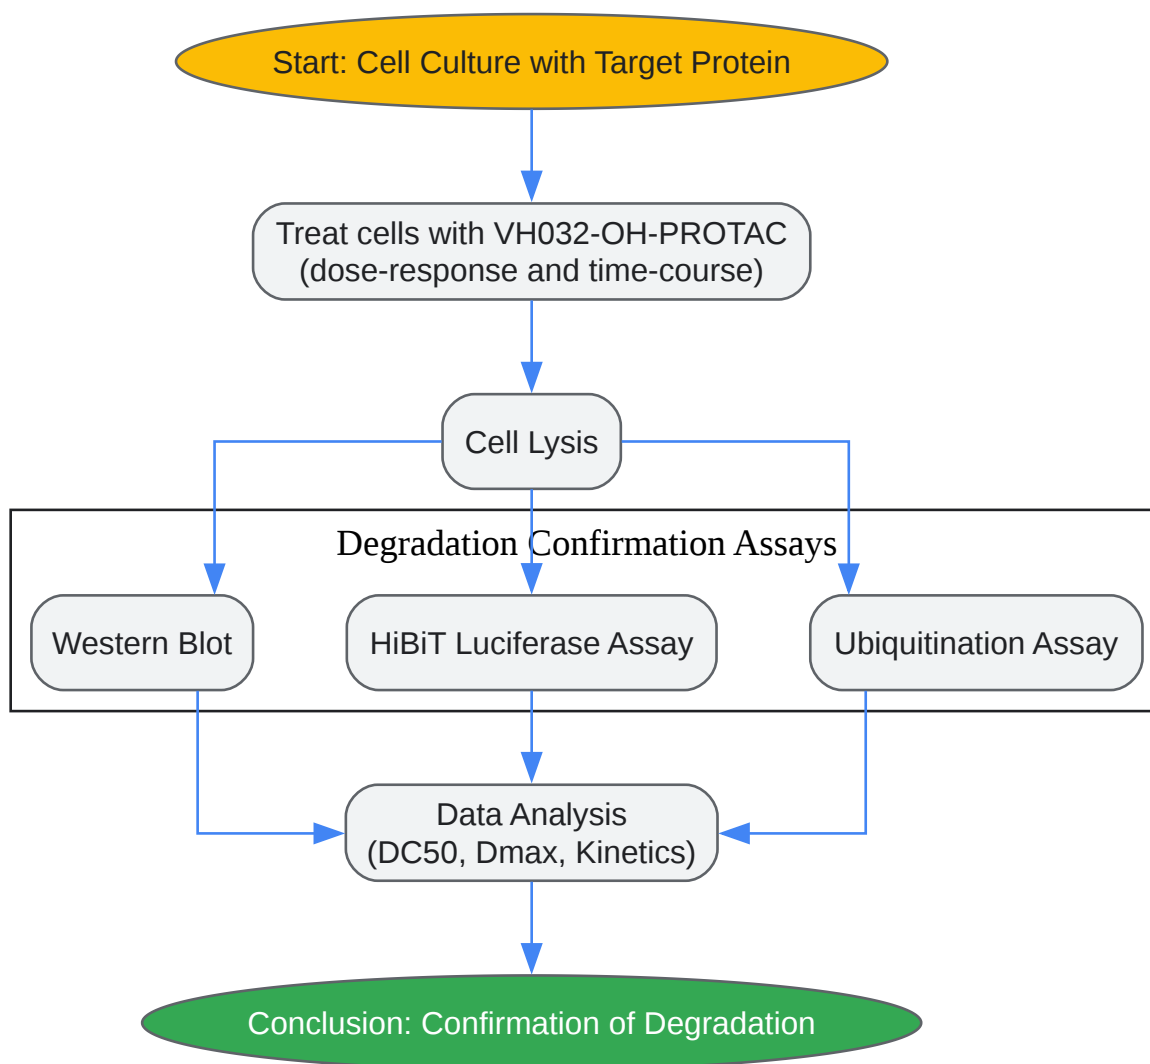 Start: Cell Culture with Target Protein
Treat cells with VH032-OH-PROTAC
(dose-response and time-course)
Cell Lysis
Degradation Confirmation Assays
Western Blot
HiBiT Luciferase Assay
Ubiquitination Assay
Data Analysis
(DC50, Dmax, Kinetics)
Conclusion: Confirmation of Degradation